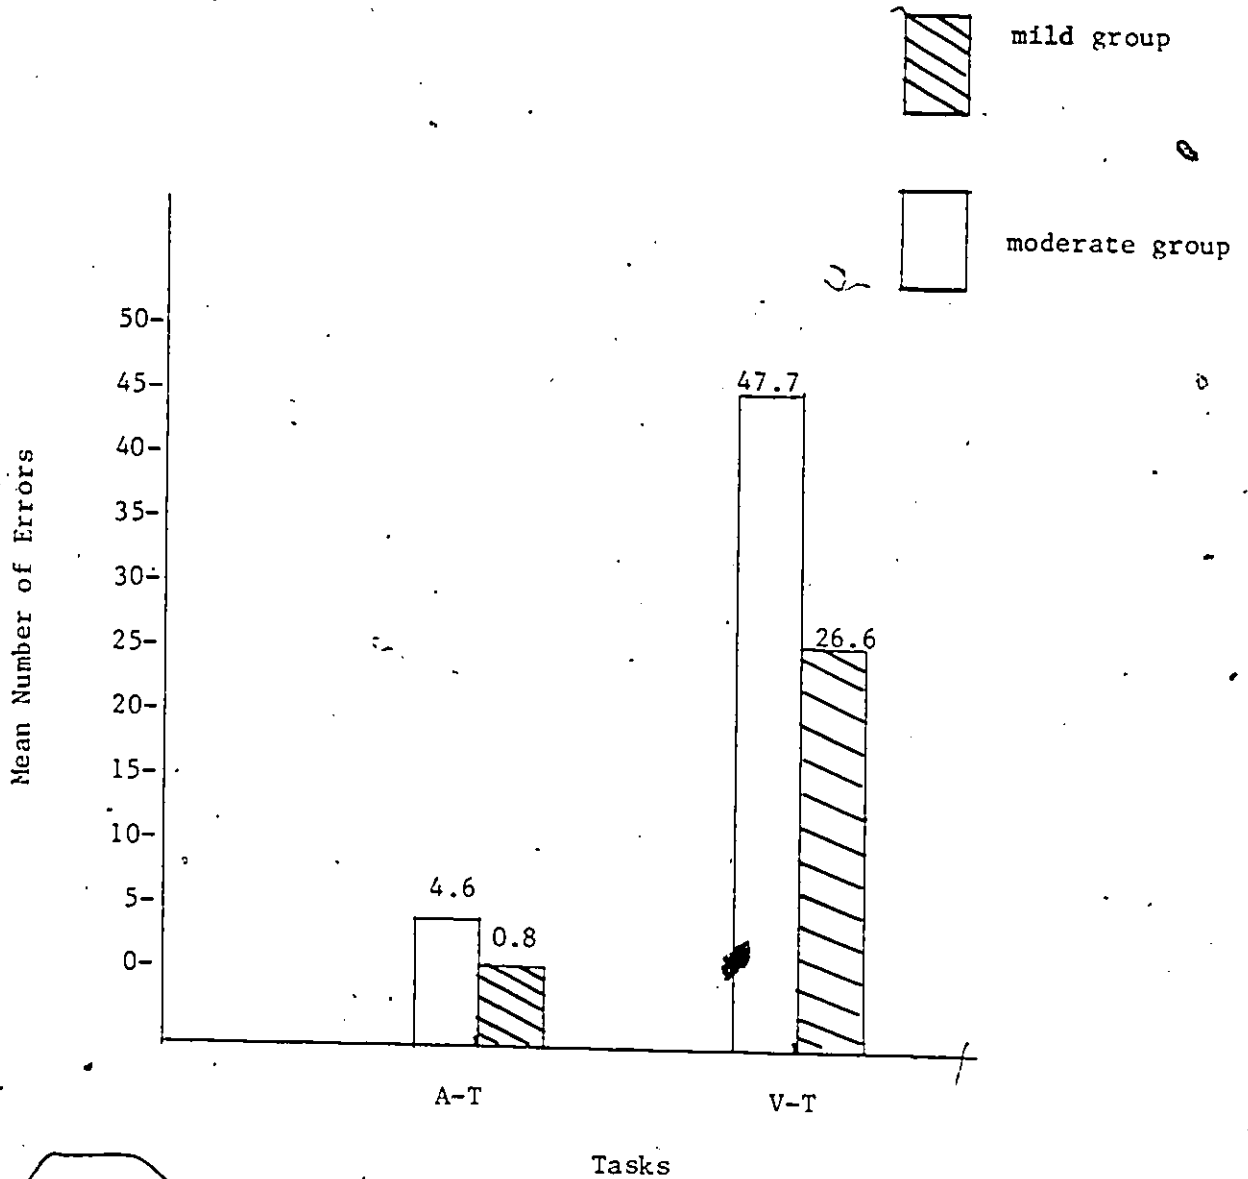 mild group
moderate group
50-
45-
40-
35-
30-
25-
20-
15-
10-
5-
0-
Mean Number of Errors
47.7
26.6
4.6
0.8
A-T
V-T
Tasks